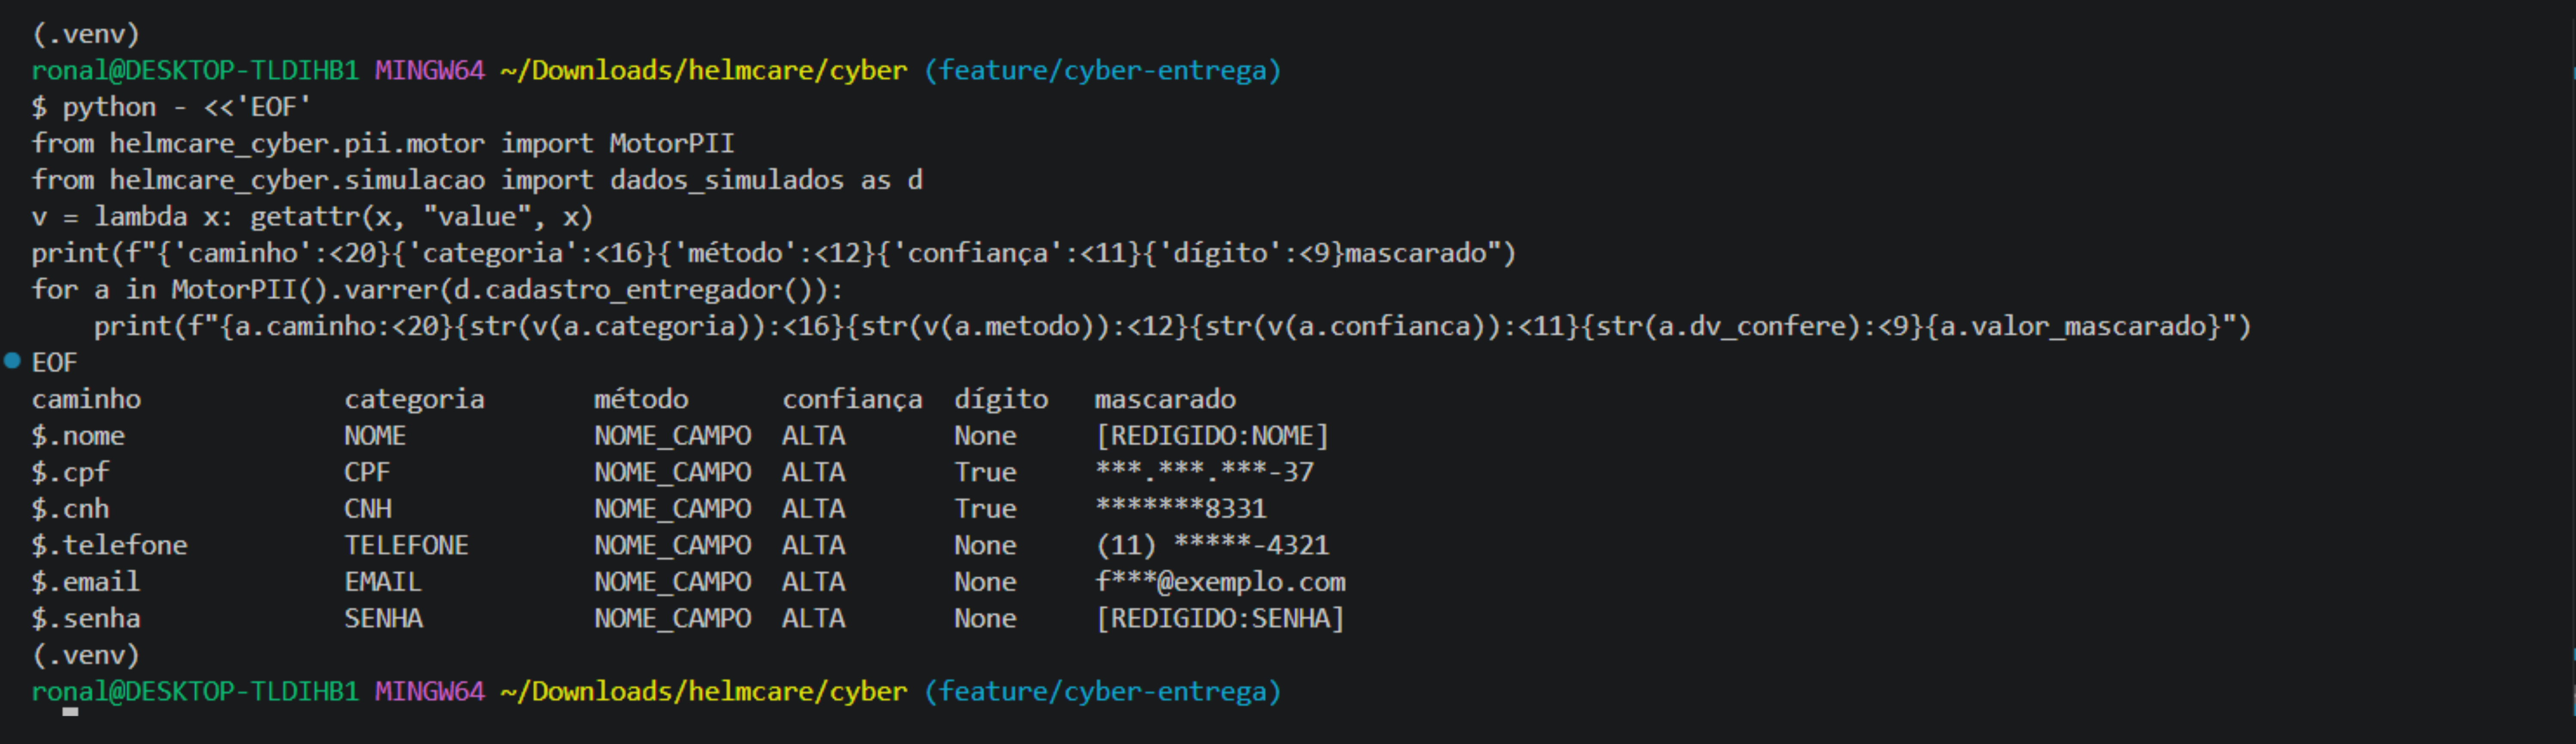 (.venv)
ronal@DESKTOP-TLDIHB1 MINGW64 ~/Downloads/helmcare/cyber (feature/cyber-entrega)
$ python - <<'EOF'
from helmcare_cyber.pii.motor import MotorPII
from helmcare_cyber.simulacao import dados_simulados as d
v = lambda x: getattr(x, "value", x)
print(f"{'caminho':<20}{'categoria':<16}{'método':<12}{'confiança':<11}{'dígito':<9}mascarado")
for a in MotorPII().varrer(d.cadastro_entregador()):
    print(f"{a.caminho:<20}{str(v(a.categoria)):<16}{str(v(a.metodo)):<12}{str(v(a.confianca)):<11}{str(a.dv_confere):<9}{a.valor_mascarado}")
EOF
caminho             categoria       método      confiança  dígito   mascarado
$.nome              NOME            NOME_CAMPO  ALTA       None     [REDIGIDO:NOME]
$.cpf               CPF             NOME_CAMPO  ALTA       True     ***.***.***-37
$.cnh               CNH             NOME_CAMPO  ALTA       True     *******8331
$.telefone          TELEFONE        NOME_CAMPO  ALTA       None     (11) *****-4321
$.email             EMAIL           NOME_CAMPO  ALTA       None     f***@exemplo.com
$.senha             SENHA           NOME_CAMPO  ALTA       None     [REDIGIDO:SENHA]
(.venv)
ronal@DESKTOP-TLDIHB1 MINGW64 ~/Downloads/helmcare/cyber (feature/cyber-entrega)